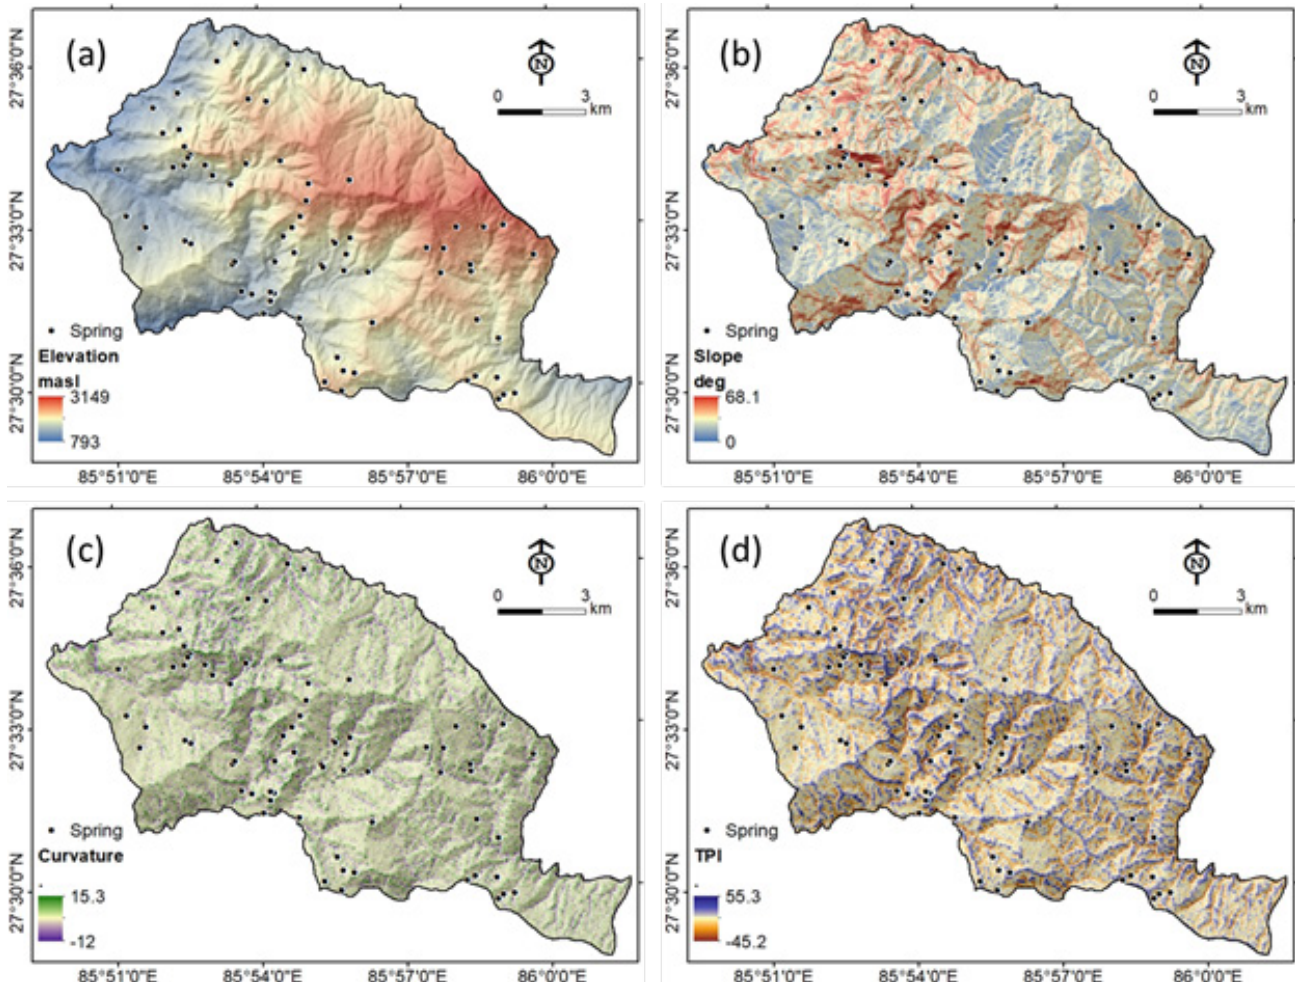 (a)
N
0 3
km
27°36'0"N
27°33'0"N
27°30'0"N
Spring
Elevation
masl
3149
793
85°51'0"E 85°54'0"E 85°57'0"E 86°0'0"E
(b)
N
0 3
km
27°36'0"N
27°33'0"N
27°30'0"N
Spring
Slope
deg
68.1
0
85°51'0"E 85°54'0"E 85°57'0"E 86°0'0"E
(c)
N
0 3
km
27°36'0"N
27°33'0"N
27°30'0"N
Spring
Curvature
15.3
-12
85°51'0"E 85°54'0"E 85°57'0"E 86°0'0"E
(d)
N
0 3
km
27°36'0"N
27°33'0"N
27°30'0"N
Spring
TPI
55.3
-45.2
85°51'0"E 85°54'0"E 85°57'0"E 86°0'0"E